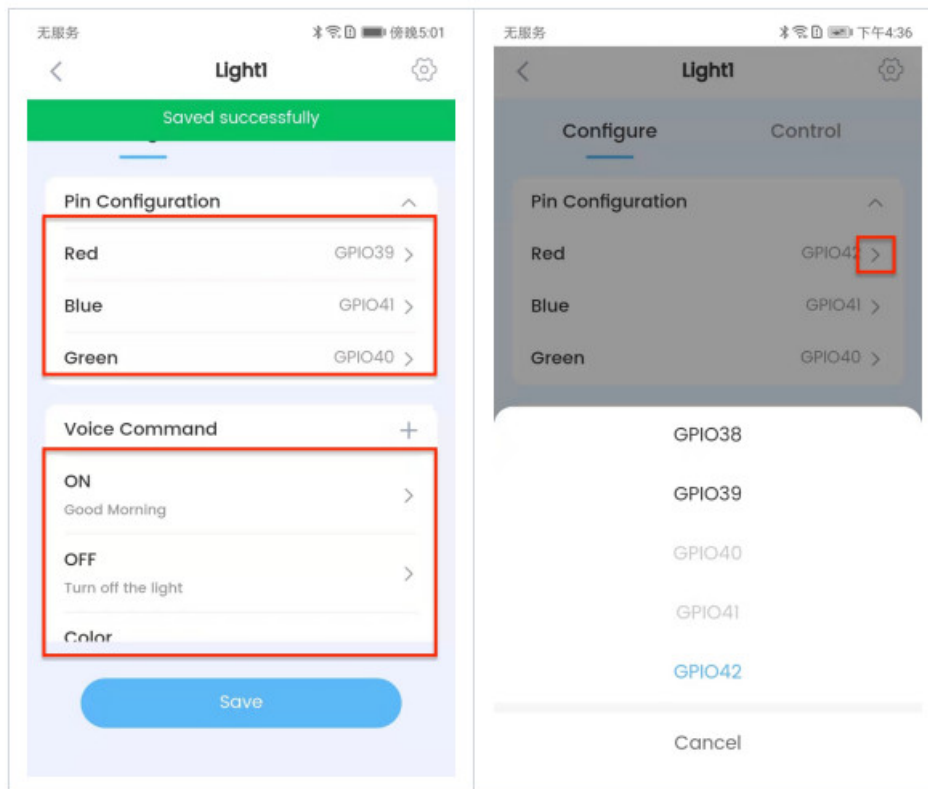 无服务 傍晚5:01
Light1
Saved successfully
Pin Configuration
Red GPIO39
Blue GPIO41
Green GPIO40
Voice Command
ON
Good Morning
OFF
Turn off the light
Color
Save
无服务 下午4:36
Light1
Configure Control
Pin Configuration
Red GPIO42
Blue GPIO41
Green GPIO40
GPIO38
GPIO39
GPIO40
GPIO41
GPIO42
Cancel